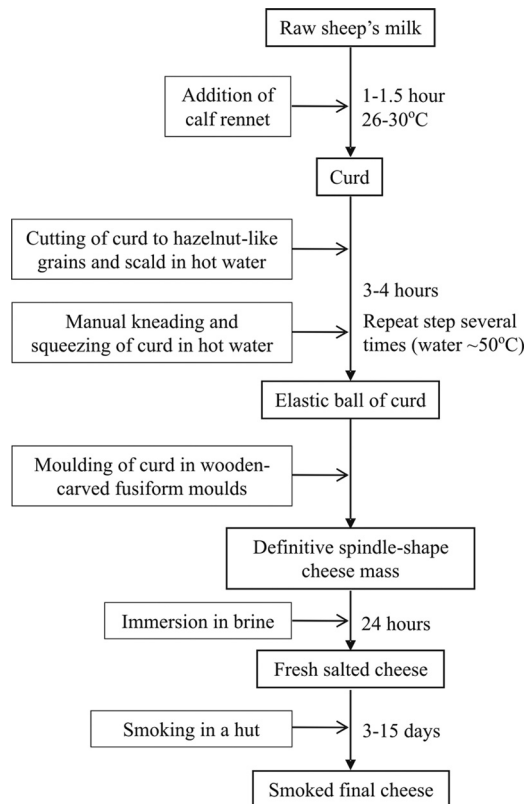 Raw sheep's milk
Addition of
calf rennet
1-1.5 hour
26-30°C
Curd
Cutting of curd to hazelnut-like
grains and scald in hot water
3-4 hours
Manual kneading and
squeezing of curd in hot water
Repeat step several
times (water ~50°C)
Elastic ball of curd
Moulding of curd in wooden-
carved fusiform moulds
Definitive spindle-shape
cheese mass
Immersion in brine
24 hours
Fresh salted cheese
Smoking in a hut
3-15 days
Smoked final cheese